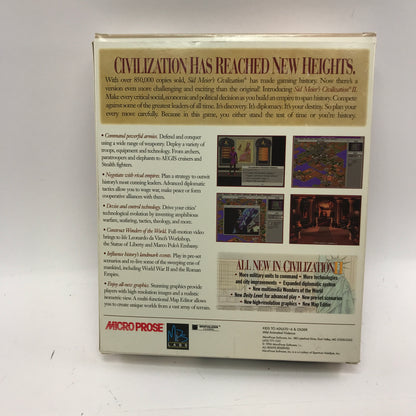 CIVILIZATION HAS REACHED NEW HEIGHTS.
With over 850,000 copies sold, Sid Meier's Civilization® has made gaming history. Now there's a
version even more challenging and exciting than the original! Introducing Sid Meier's Civilization II.
Make every critical social, economic and political decision as you build an empire to span history. Compete
against some of the greatest leaders of all time. It's discovery. It's diplomacy. It's your destiny. So plan your
every move carefully. Because in this game, you either stand the test of time or you're history.
• Command powerful armies. Defend and conquer
using a wide range of weaponry. Deploy a variety of
troops, equipment and technology. From archers,
paratroopers and elephants to AEGIS cruisers and
Stealth fighters.
• Negotiate with rival empires. Plan a strategy to outwit
history's most cunning leaders. Advanced diplomatic
tactics allow you to wage war, make peace or form
cooperative alliances with them.
• Devise and control technology. Drive your cities'
technological evolution by inventing amphibious
warfare, seafaring, tactics, theology, and more.
• Construct Wonders of the World. Full-motion video
brings to life Leonardo da Vinci's Workshop,
the Statue of Liberty and Marco Polo's Embassy.
• Influence history's landmark events. Play in pre-set
scenarios and re-live some of the sweeping eras of
mankind, including World War II and the Roman
Empire.
• Enjoy all-new graphics. Stunning graphics provide
players with high resolution images and a realistic
isometric view. A multi-functional Map Editor allows
you to create unique worlds from a vast array of terrain.
ALL NEW IN CIVILIZATION II
• More military units to command • More technologies
and city improvements • Expanded diplomatic system
• New multimedia Wonders of the World
• New Deity Level for advanced play • New pre-set scenarios
• New high-resolution graphics • New Map Editor
MICRO PROSE
MPS
LABS
KIDS TO ADULTS